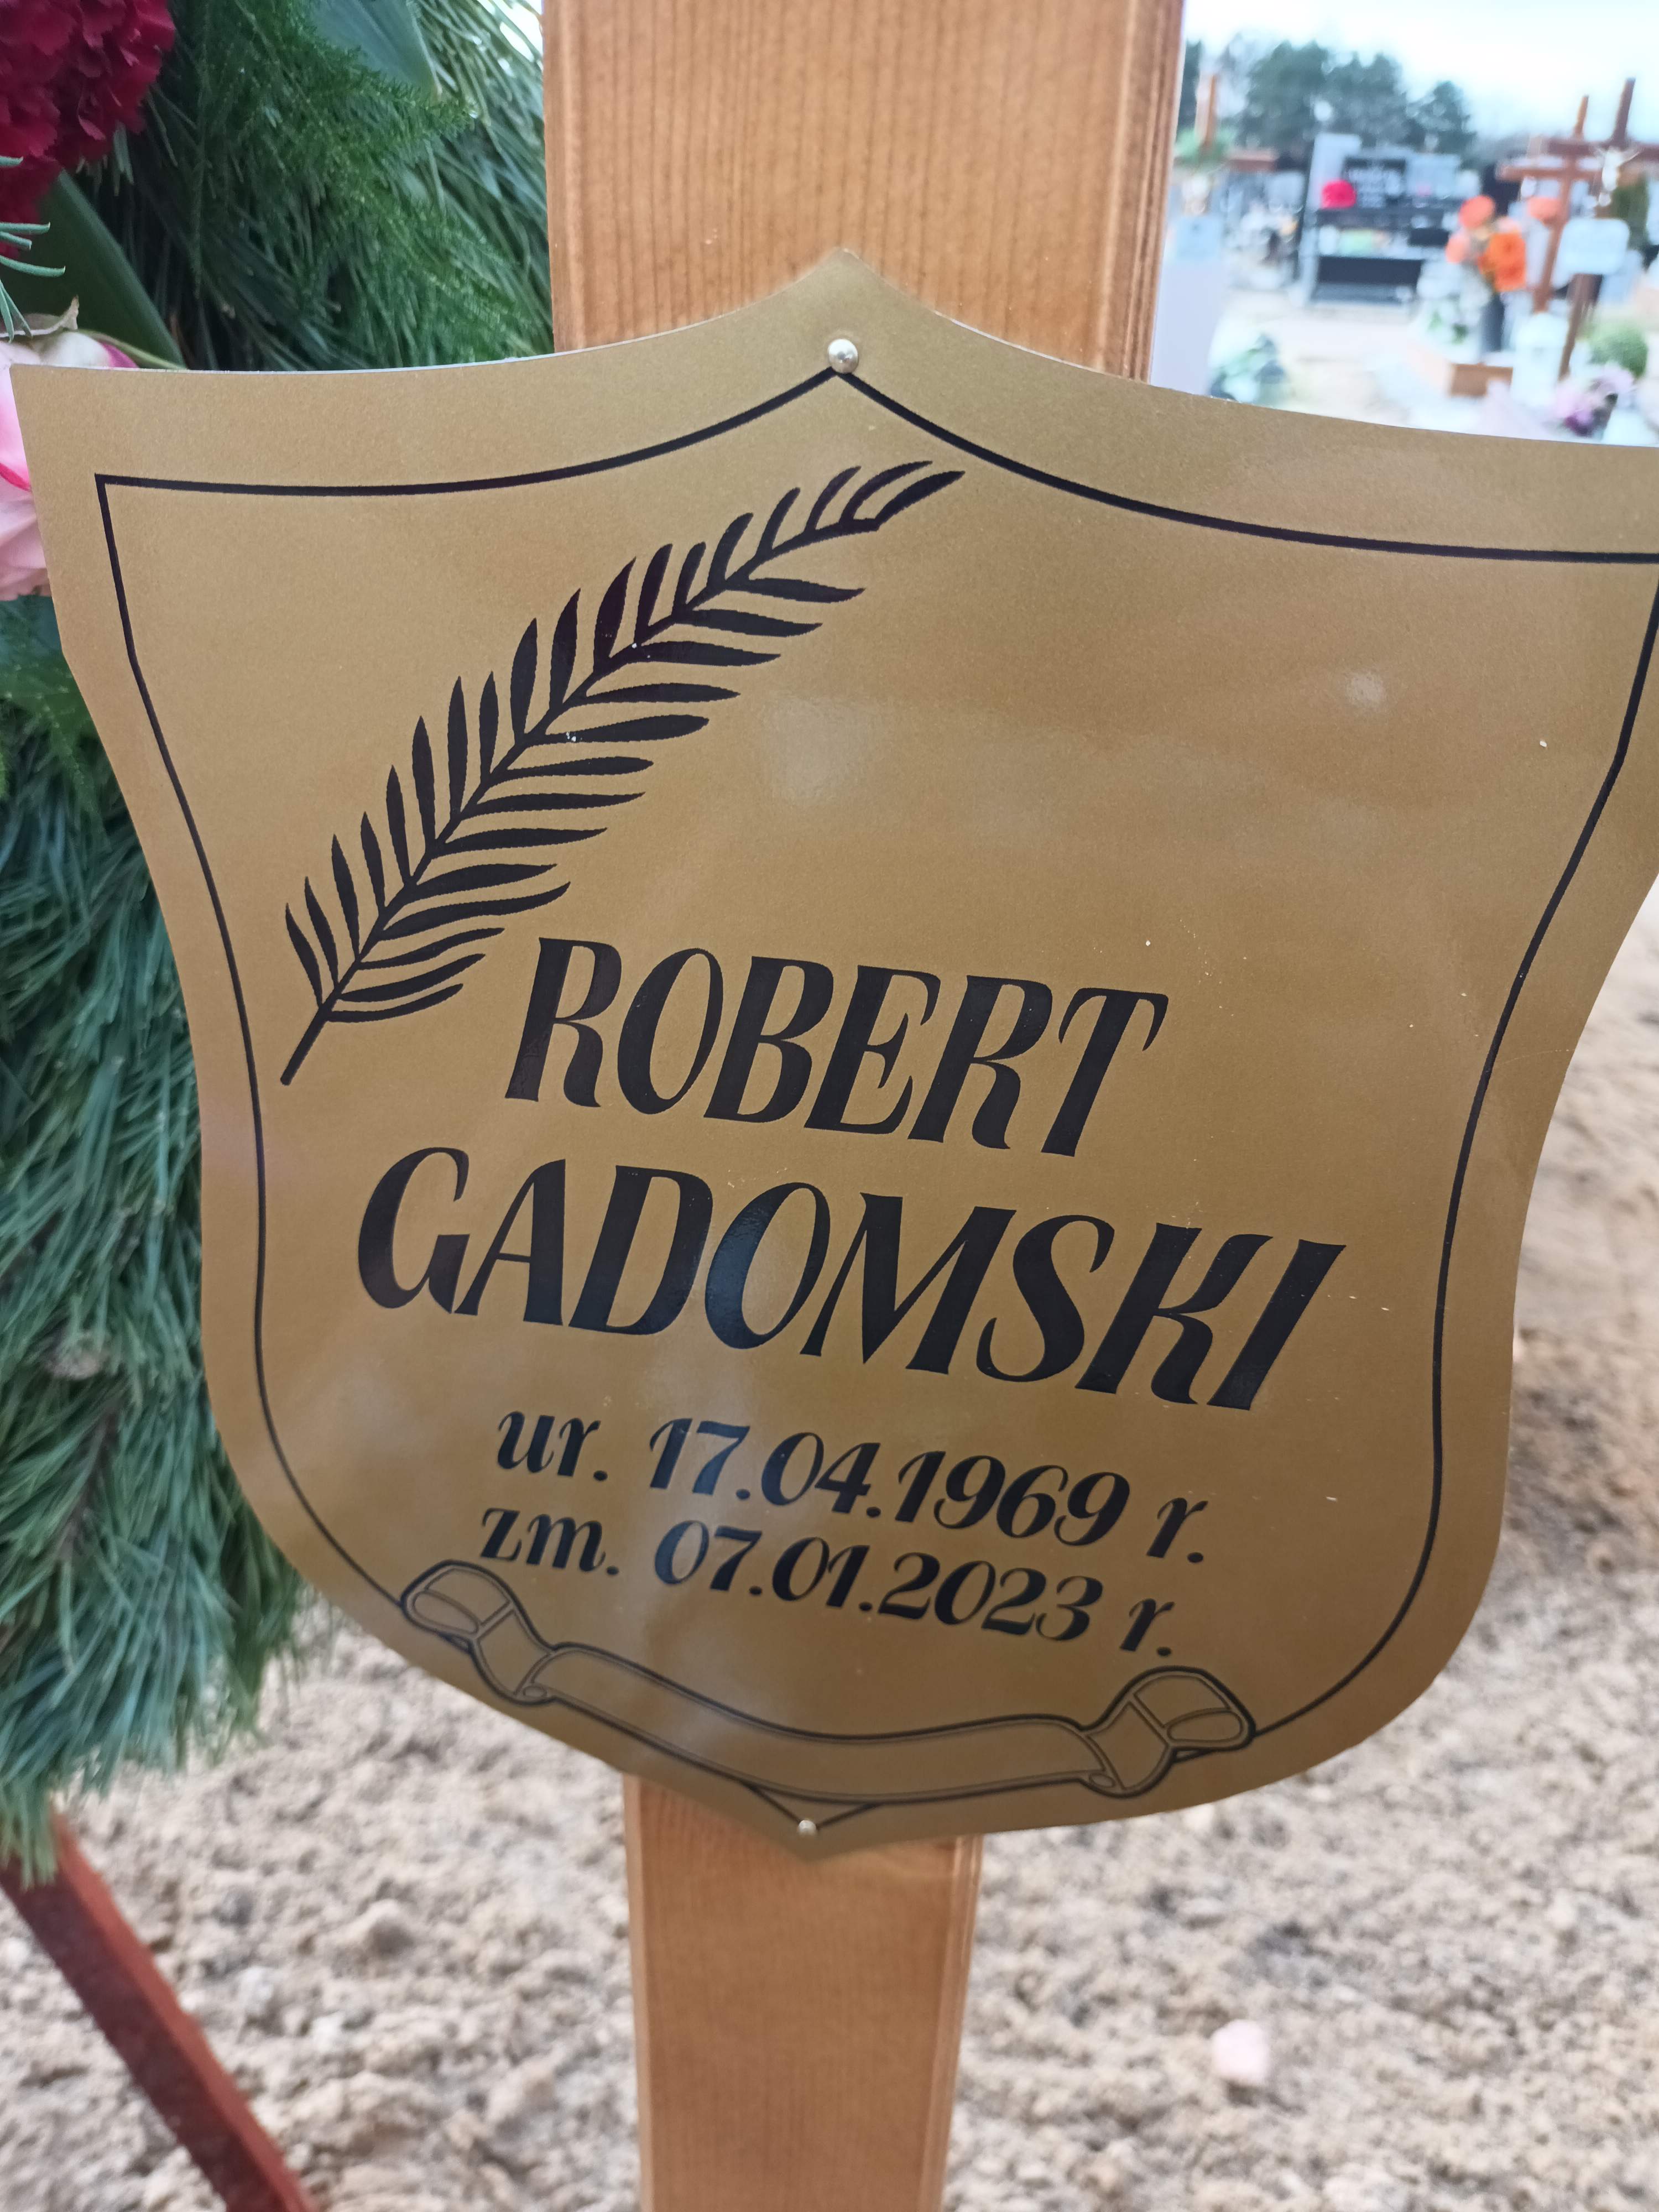 ROBERT
GADOMSKI
ur. 17.04.1969 r.
zm. 07.01.2023 r.